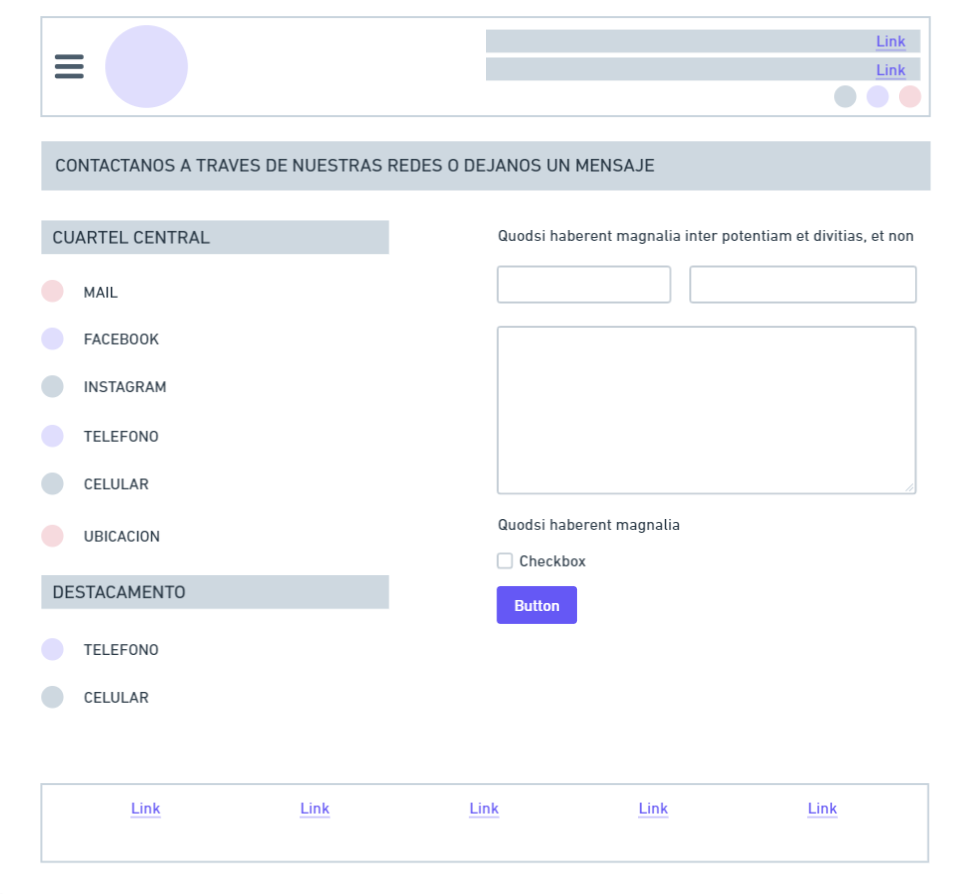 Link
Link
CONTACTANOS A TRAVES DE NUESTRAS REDES O DEJANOS UN MENSAJE
CUARTEL CENTRAL
MAIL
FACEBOOK
INSTAGRAM
TELEFONO
CELULAR
UBICACION
DESTACAMENTO
TELEFONO
CELULAR
Quodsi haberent magnalia inter potentiam et divitias, et non
Quodsi haberent magnalia
Checkbox
Button
Link Link Link Link Link